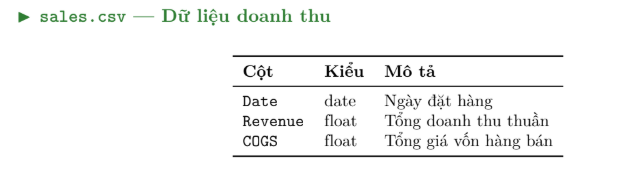 ▶ sales.csv — Dữ liệu doanh thu
Cột Kiểu Mô tả
Date date Ngày đặt hàng
Revenue float Tổng doanh thu thuần
COGS float Tổng giá vốn hàng bán